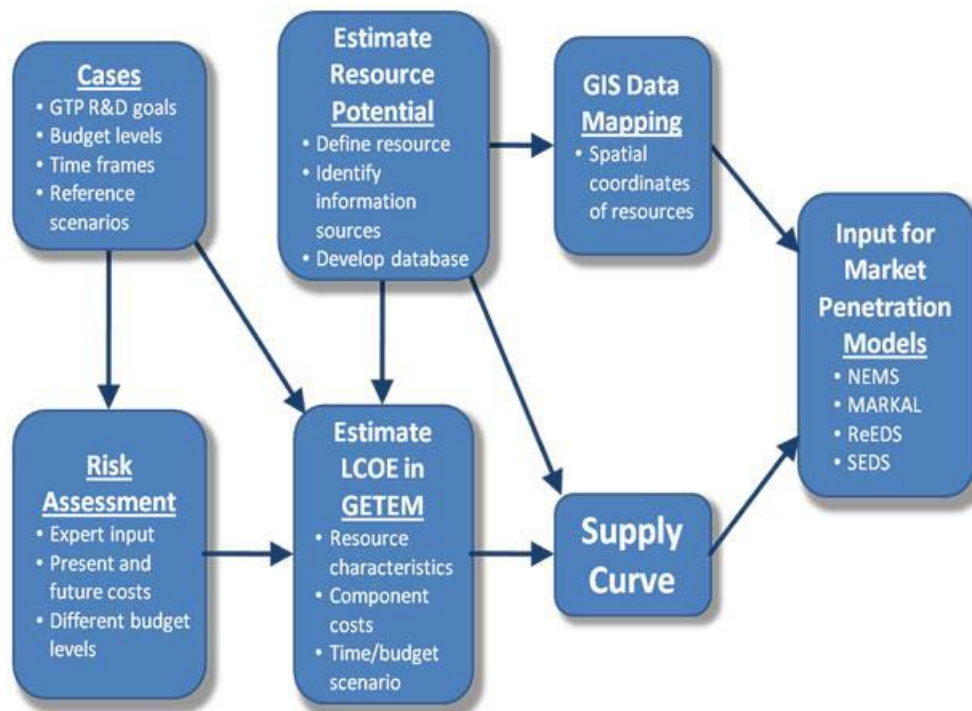 Cases
• GTP R&D goals
• Budget levels
• Time frames
• Reference
scenarios
Estimate
Resource
Potential
• Define resource
• Identify
information
sources
• Develop database
GIS Data
Mapping
• Spatial
coordinates
of resources
Input for
Market
Penetration
Models
• NEMS
• MARKAL
• ReEDS
• SEDS
Risk
Assessment
• Expert input
• Present and
future costs
• Different budget
levels
Estimate
LCOE in
GETEM
• Resource
characteristics
• Component
costs
• Time/budget
scenario
Supply
Curve